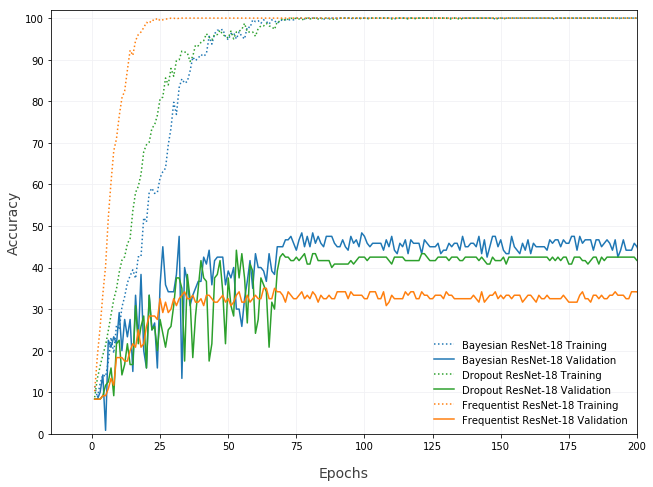 100
90
80
70
60
50
40
30
20
10
0
Accuracy
0 25 50 75 100 125 150 175 200
Epochs
Bayesian ResNet-18 Training
Bayesian ResNet-18 Validation
Dropout ResNet-18 Training
Dropout ResNet-18 Validation
Frequentist ResNet-18 Training
Frequentist ResNet-18 Validation